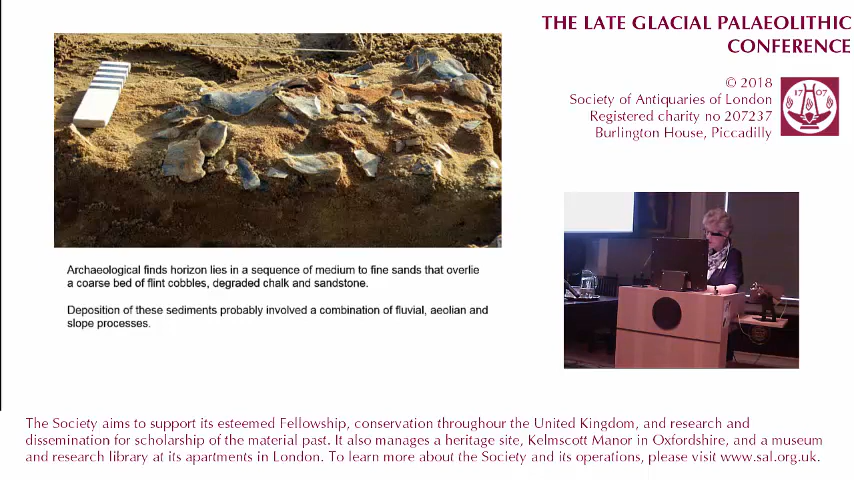 THE LATE GLACIAL PALAEOLITHIC
CONFERENCE
© 2018
Society of Antiquaries of London
Registered charity no 207237
Burlington House, Piccadilly
1707
Archaeological finds horizon lies in a sequence of medium to fine sands that overlie
a coarse bed of flint cobbles, degraded chalk and sandstone.
Deposition of these sediments probably involved a combination of fluvial, aeolian and
slope processes.
The Society aims to support its esteemed Fellowship, conservation throughour the United Kingdom, and research and
dissemination for scholarship of the material past. It also manages a heritage site, Kelmscott Manor in Oxfordshire, and a museum
and research library at its apartments in London. To learn more about the Society and its operations, please visit www.sal.org.uk.